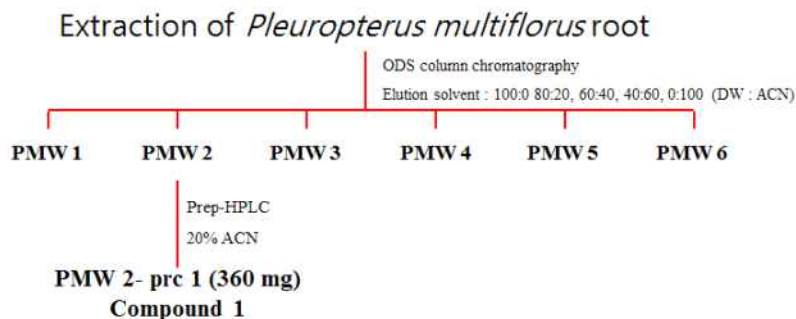 Extraction of Pleuropterus multiflorus root
ODS column chromatography
Elution solvent : 100:0 80:20, 60:40, 40:60, 0:100 (DW : ACN)
PMW 1 PMW 2 PMW 3 PMW 4 PMW 5 PMW 6
Prep-HPLC
20% ACN
PMW 2- prc 1 (360 mg)
Compound 1